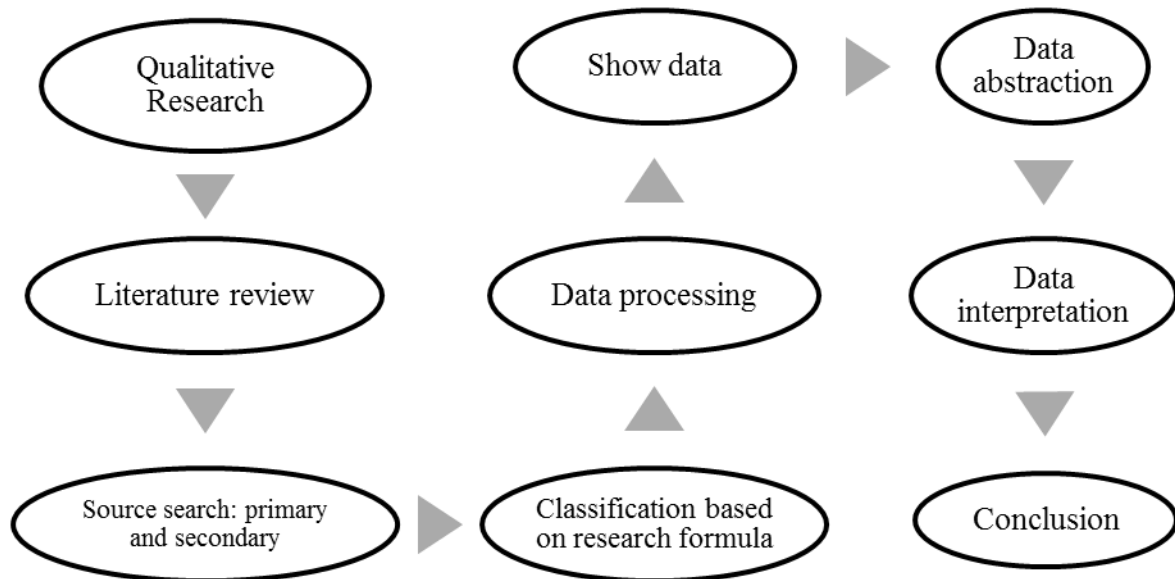 Qualitative
Research
Literature review
Source search: primary
and secondary
Classification based
on research formula
Data processing
Show data
Data
abstraction
Data
interpretation
Conclusion